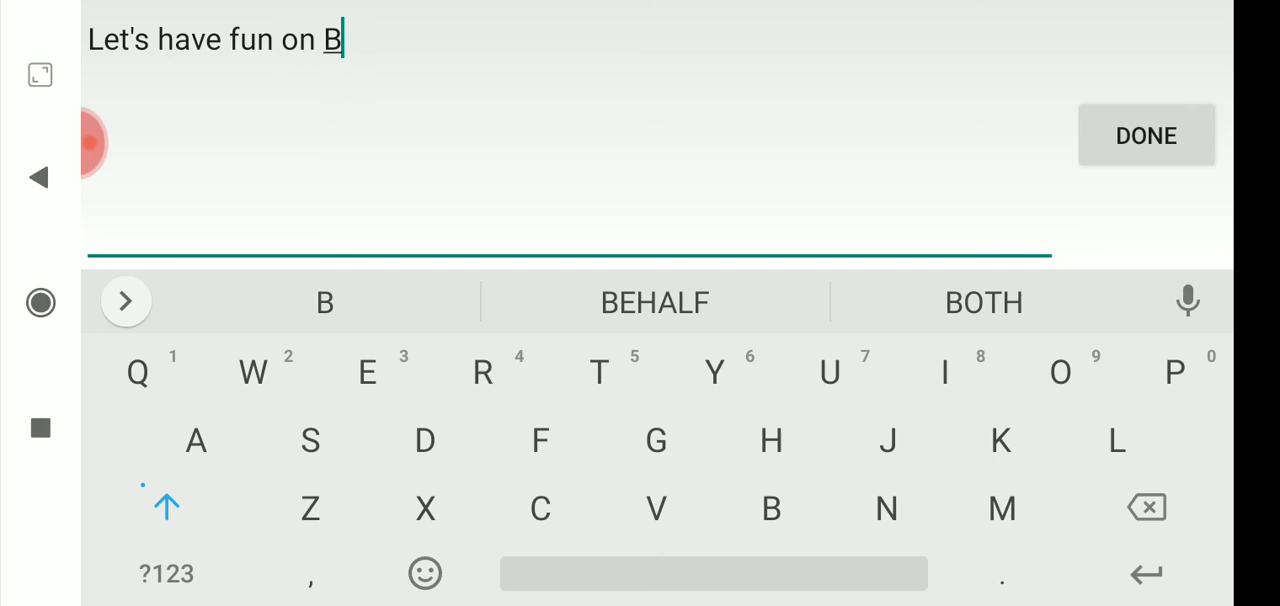 Let's have fun on B
DONE
B BEHALF BOTH
Q 1 W 2 E 3 R 4 T 5 Y 6 U 7 I 8 O 9 P 0
A S D F G H J K L
Z X C V B N M
?123 , .